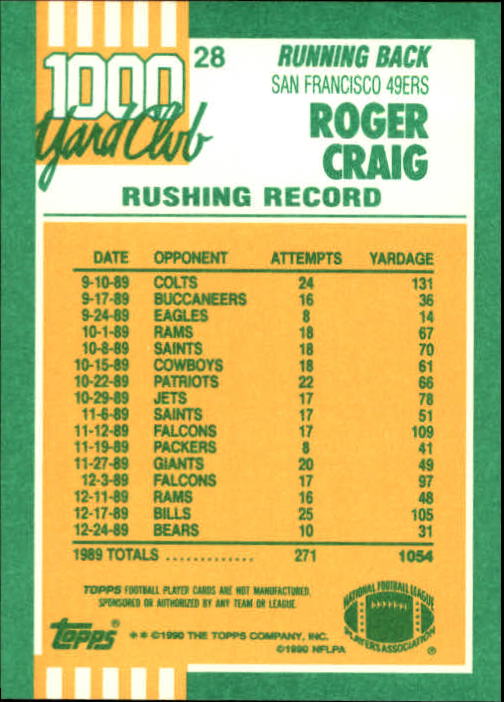 1000 Yard Club
28
RUNNING BACK
SAN FRANCISCO 49ERS
ROGER
CRAIG
RUSHING RECORD
DATE OPPONENT ATTEMPTS YARDAGE
9-10-89 COLTS 24 131
9-17-89 BUCCANEERS 16 36
9-24-89 EAGLES 8 14
10-1-89 RAMS 18 67
10-8-89 SAINTS 18 70
10-15-89 COWBOYS 18 61
10-22-89 PATRIOTS 22 66
10-29-89 JETS 17 78
11-6-89 SAINTS 17 51
11-12-89 FALCONS 17 109
11-19-89 PACKERS 8 41
11-27-89 GIANTS 20 49
12-3-89 FALCONS 17 97
12-11-89 RAMS 16 48
12-17-89 BILLS 25 105
12-24-89 BEARS 10 31
1989 TOTALS ............. 271 1054
TOPPS FOOTBALL PLAYER CARDS ARE NOT MANUFACTURED,
SPONSORED OR AUTHORIZED BY ANY TEAM OR LEAGUE.
topps®
** ©1990 THE TOPPS COMPANY, INC.
©1990 NFLPA
NATIONAL FOOTBALL LEAGUE
PLAYERS ASSOCIATION ®